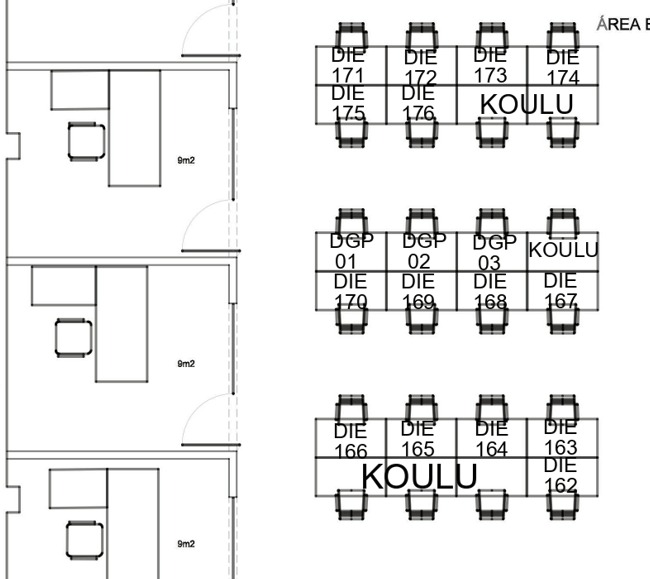 ÁREA E
DIE
171
DIE
172
DIE
173
DIE
174
DIE
175
DIE
176
KOULU
9m2
DGP
01
DGP
02
DGP
03
KOULU
DIE
170
DIE
169
DIE
168
DIE
167
9m2
DIE
166
DIE
165
DIE
164
DIE
163
KOULU
DIE
162
9m2